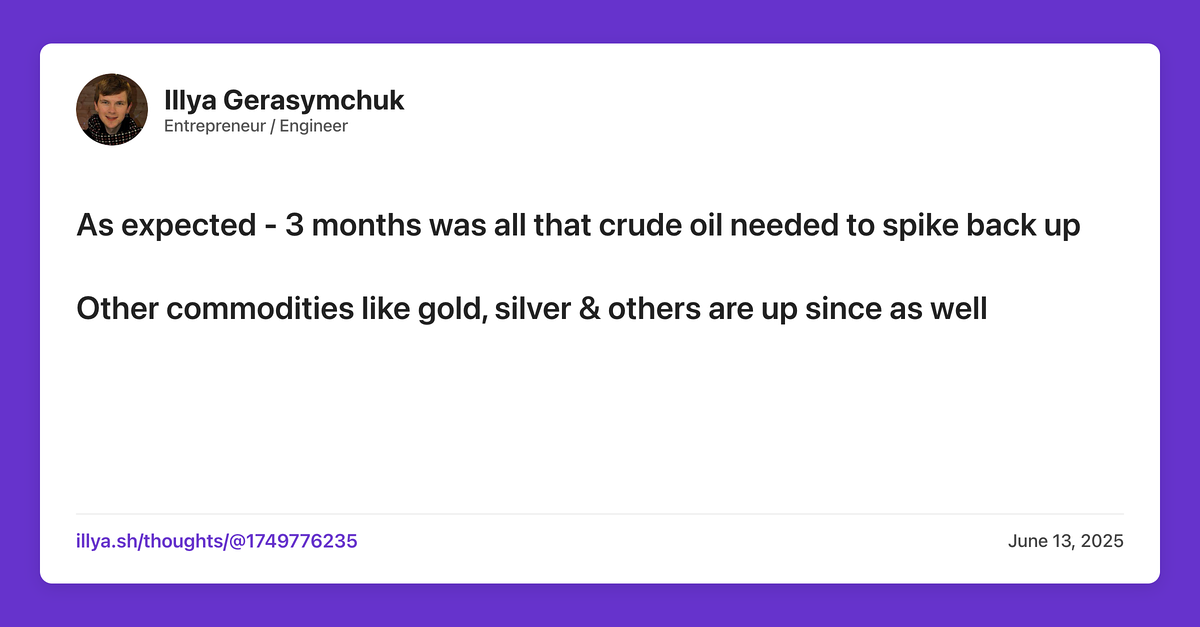 Illya Gerasymchuk
Entrepreneur / Engineer
As expected - 3 months was all that crude oil needed to spike back up
Other commodities like gold, silver & others are up since as well
illya.sh/thoughts/@1749776235
June 13, 2025